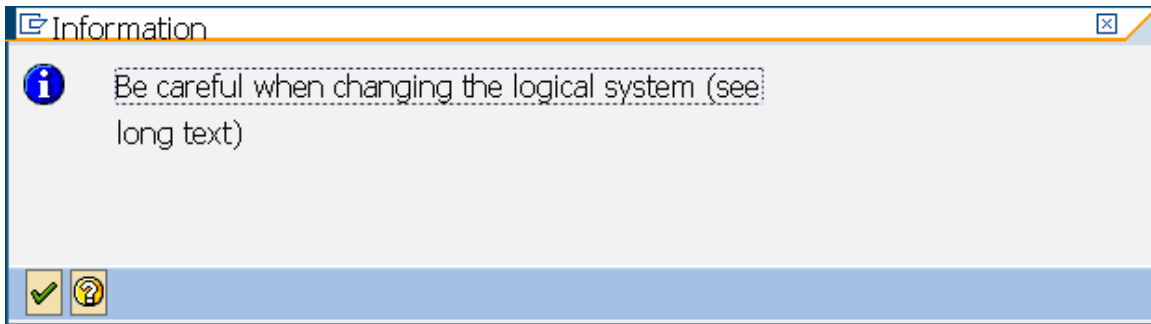 Information
Be careful when changing the logical system (see
long text)